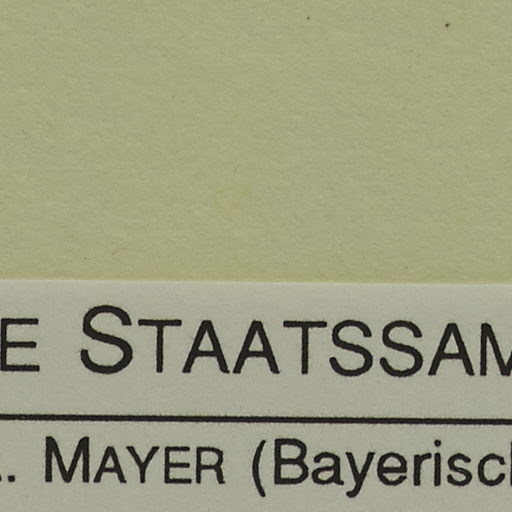 E STAATSSAM
. MAYER (Bayerisch